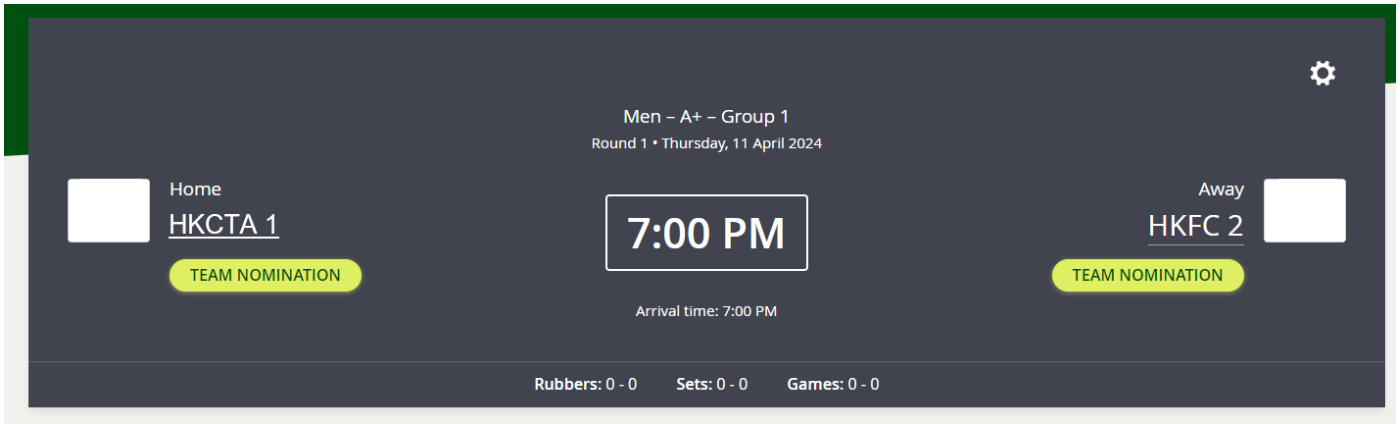 Men – A+ – Group 1
Round 1 • Thursday, 11 April 2024
Home
HKCTA 1
TEAM NOMINATION
7:00 PM
Arrival time: 7:00 PM
Away
HKFC 2
TEAM NOMINATION
Rubbers: 0 - 0 Sets: 0 - 0 Games: 0 - 0